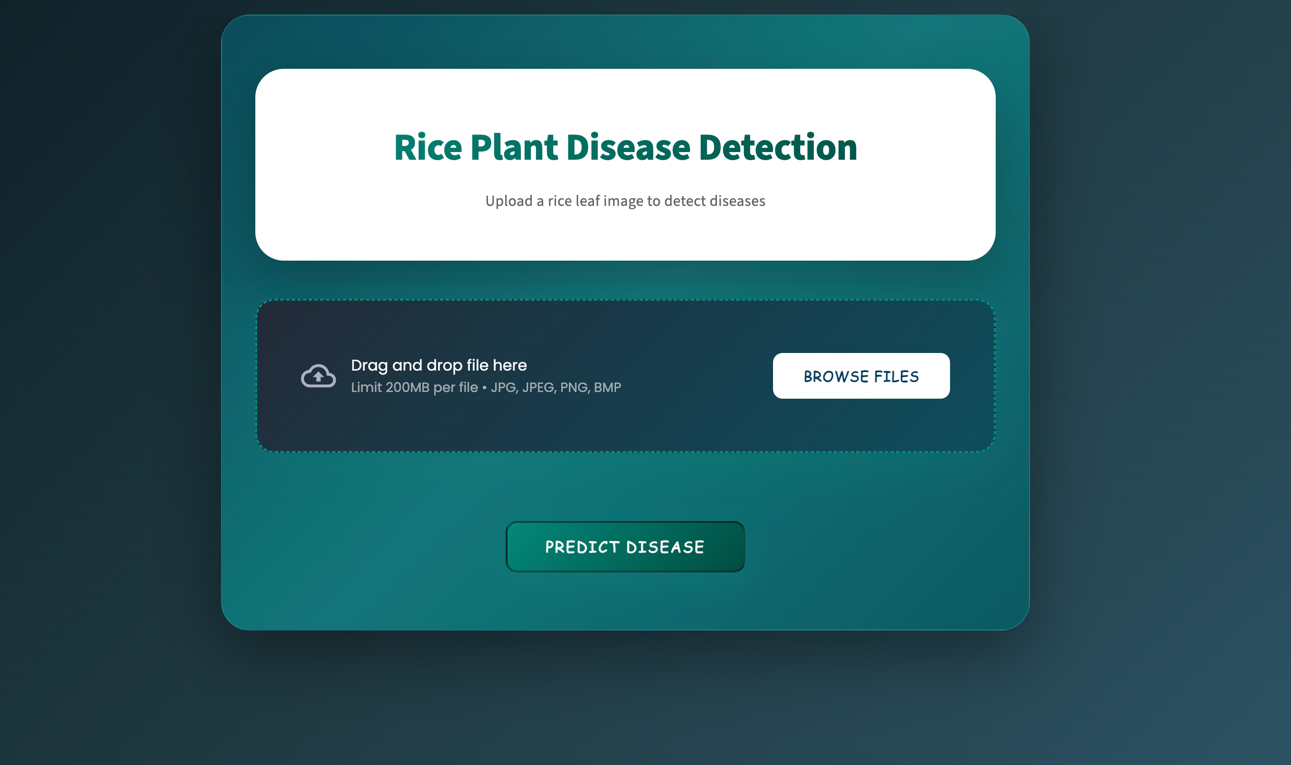 Rice Plant Disease Detection
Upload a rice leaf image to detect diseases
Drag and drop file here
Limit 200MB per file • JPG, JPEG, PNG, BMP
BROWSE FILES
PREDICT DISEASE